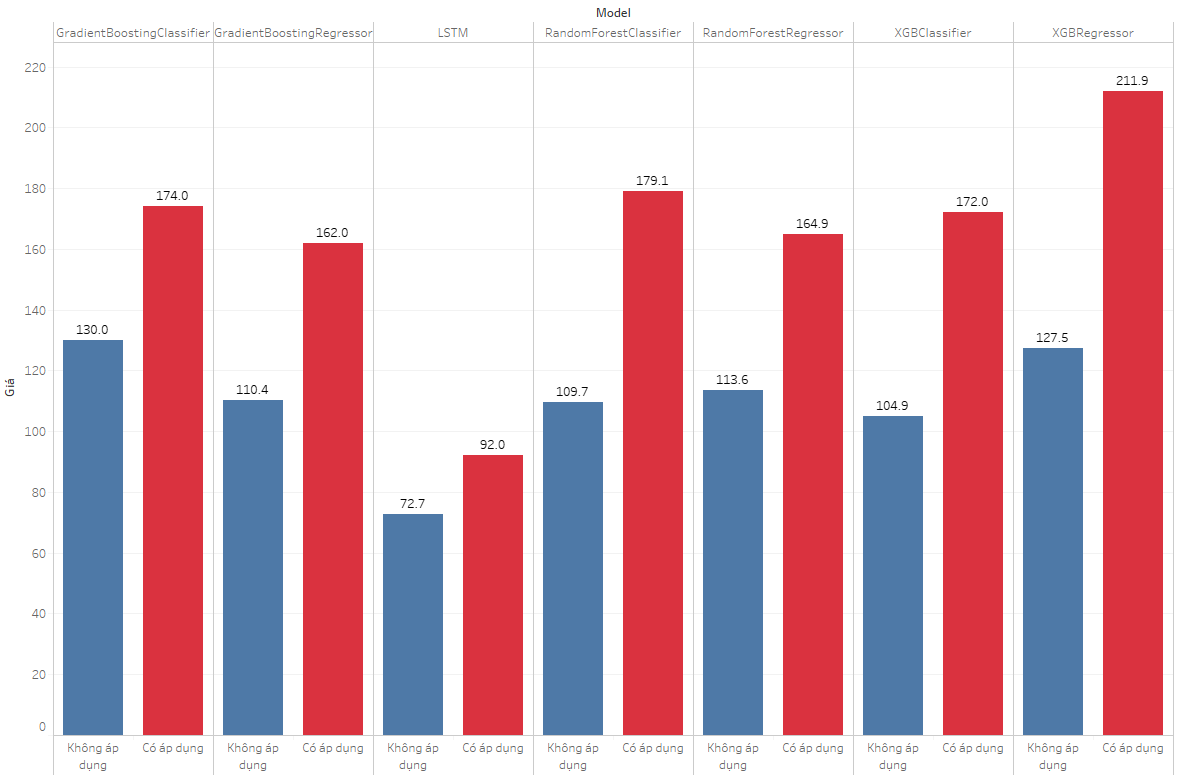 Model
GradientBoostingClassifier GradientBoostingRegressor LSTM RandomForestClassifier RandomForestRegressor XGBClassifier XGBRegressor
220
200
180
160
140
120
100
80
60
40
20
0
Giá
130.0 174.0 110.4 162.0 72.7 92.0 109.7 179.1 113.6 164.9 104.9 172.0 127.5 211.9
Không áp dụng Có áp dụng Không áp dụng Có áp dụng Không áp dụng Có áp dụng Không áp dụng Có áp dụng Không áp dụng Có áp dụng Không áp dụng Có áp dụng Không áp dụng Có áp dụng